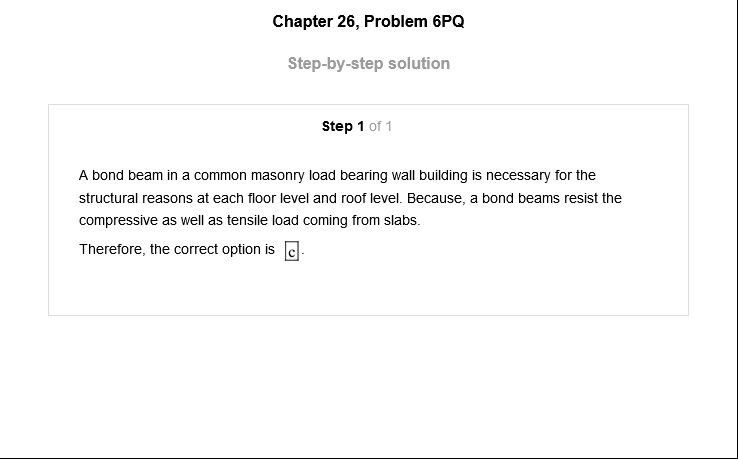 Chapter 26, Problem 6PQ
Step-by-step solution
Step 1 of 1
A bond beam in a common masonry load bearing wall building is necessary for the
structural reasons at each floor level and roof level. Because, a bond beams resist the
compressive as well as tensile load coming from slabs.
Therefore, the correct option is c.